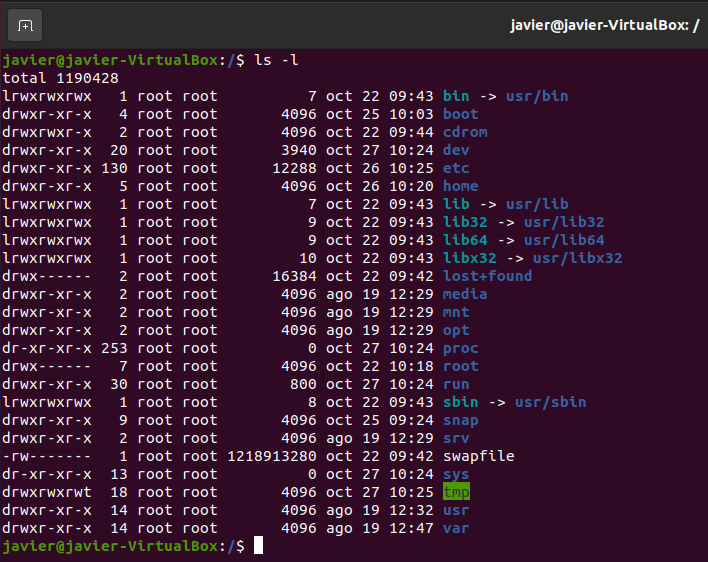 javier@javier-VirtualBox: /
javier@javier-VirtualBox:/$ ls -l
total 1190428
lrwxrwxrwx   1 root root          7 oct 22 09:43 bin -> usr/bin
drwxr-xr-x   4 root root       4096 oct 25 10:03 boot
drwxrwxr-x   2 root root       4096 oct 22 09:44 cdrom
drwxr-xr-x  20 root root       3940 oct 27 10:24 dev
drwxr-xr-x 130 root root      12288 oct 26 10:25 etc
drwxr-xr-x   5 root root       4096 oct 26 10:20 home
lrwxrwxrwx   1 root root          7 oct 22 09:43 lib -> usr/lib
lrwxrwxrwx   1 root root          9 oct 22 09:43 lib32 -> usr/lib32
lrwxrwxrwx   1 root root          9 oct 22 09:43 lib64 -> usr/lib64
lrwxrwxrwx   1 root root         10 oct 22 09:43 libx32 -> usr/libx32
drwx------   2 root root      16384 oct 22 09:42 lost+found
drwxr-xr-x   2 root root       4096 ago 19 12:29 media
drwxr-xr-x   2 root root       4096 ago 19 12:29 mnt
drwxr-xr-x   2 root root       4096 ago 19 12:29 opt
dr-xr-xr-x 253 root root          0 oct 27 10:24 proc
drwx------   7 root root       4096 oct 22 10:18 root
drwxr-xr-x  30 root root        800 oct 27 10:24 run
lrwxrwxrwx   1 root root          8 oct 22 09:43 sbin -> usr/sbin
drwxr-xr-x   9 root root       4096 oct 25 09:24 snap
drwxr-xr-x   2 root root       4096 ago 19 12:29 srv
-rw-------   1 root root 1218913280 oct 22 09:42 swapfile
dr-xr-xr-x  13 root root          0 oct 27 10:24 sys
drwxrwxrwt  18 root root       4096 oct 27 10:25 tmp
drwxr-xr-x  14 root root       4096 ago 19 12:32 usr
drwxr-xr-x  14 root root       4096 ago 19 12:47 var
javier@javier-VirtualBox:/$